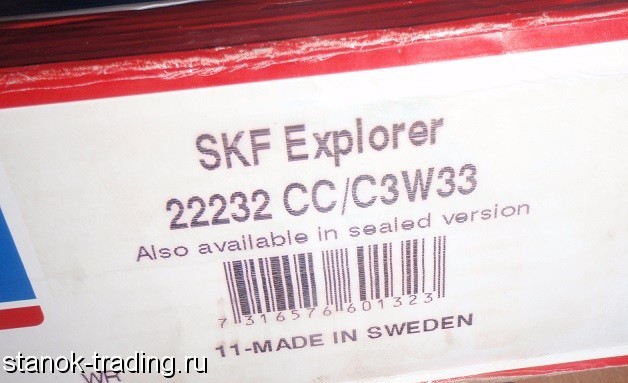 SKF Explorer
22232 CC/C3W33
Also available in sealed version
7 316576 601323
11-MADE IN SWEDEN
WR
stanok-trading.ru